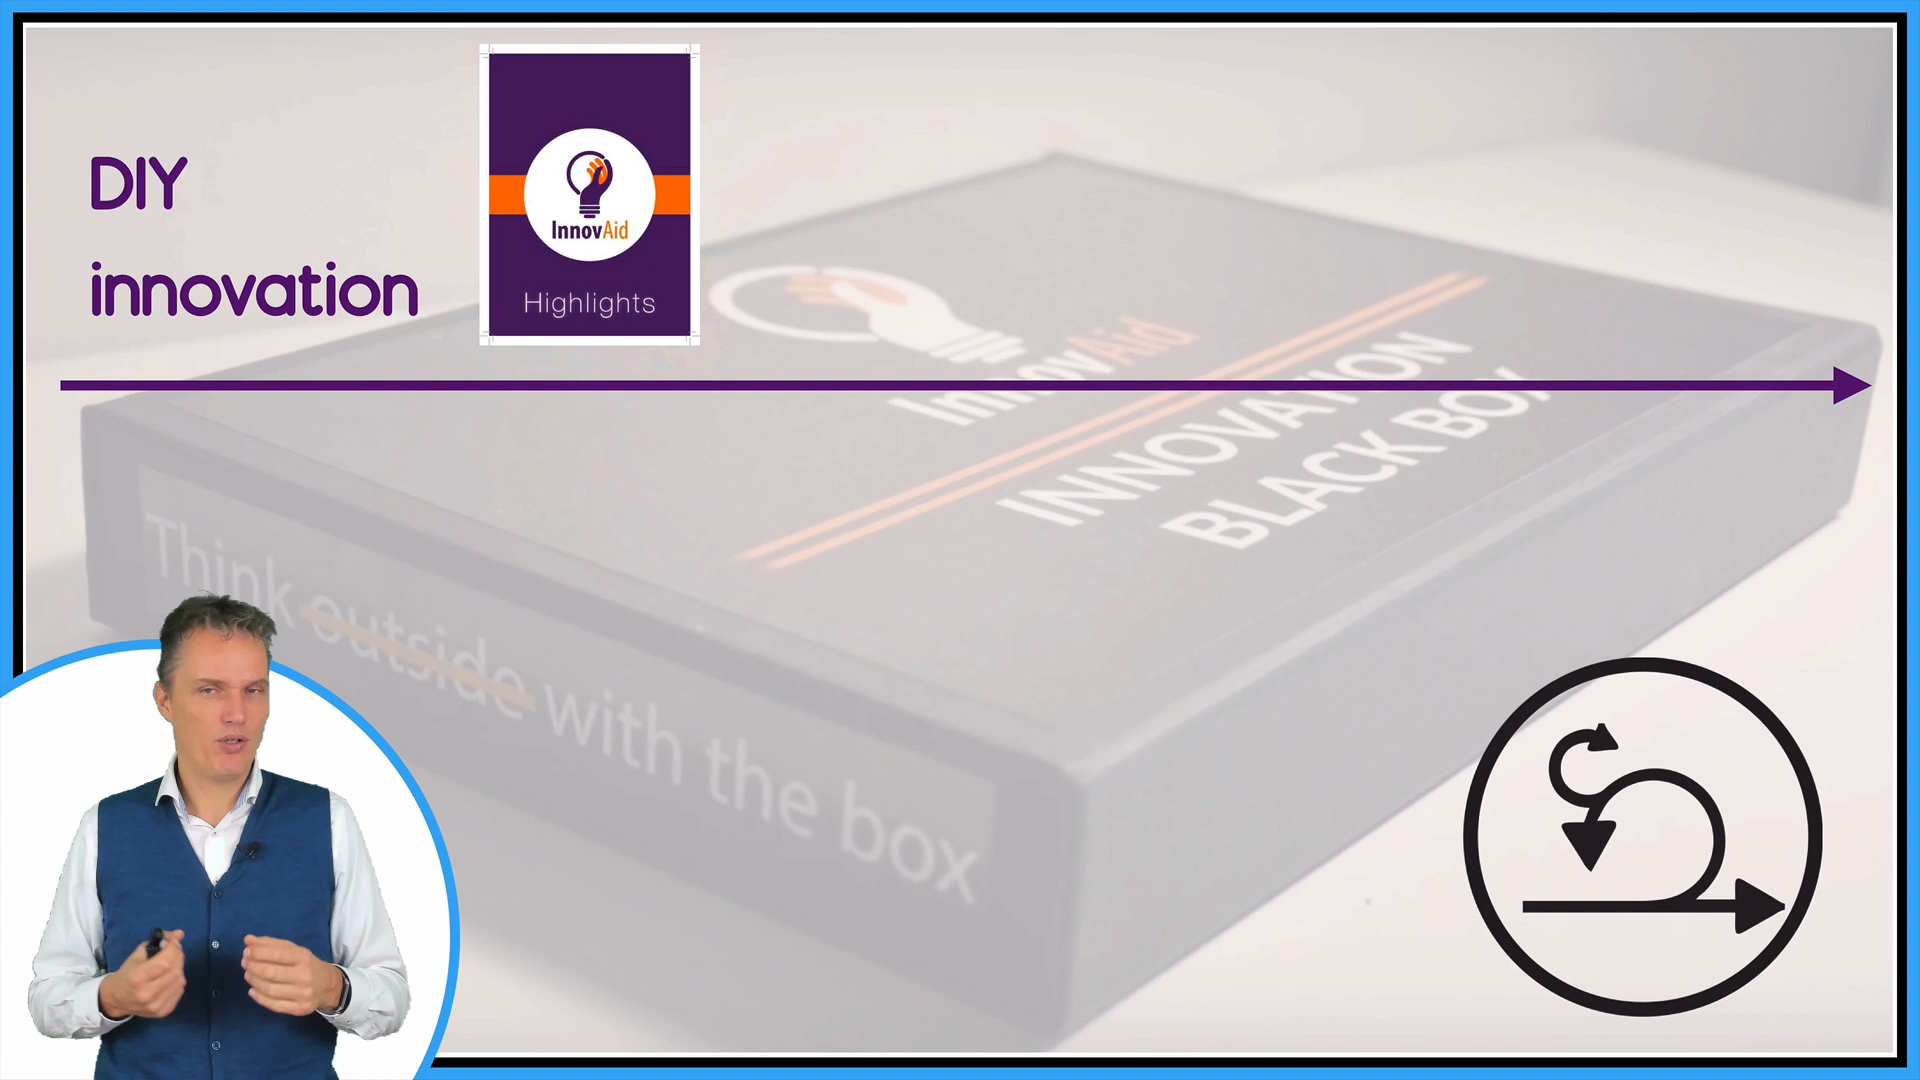 DIY
innovation
InnovAid
Highlights
InnovAid
INNOVATION
BLACK BOX
Think outside with the box